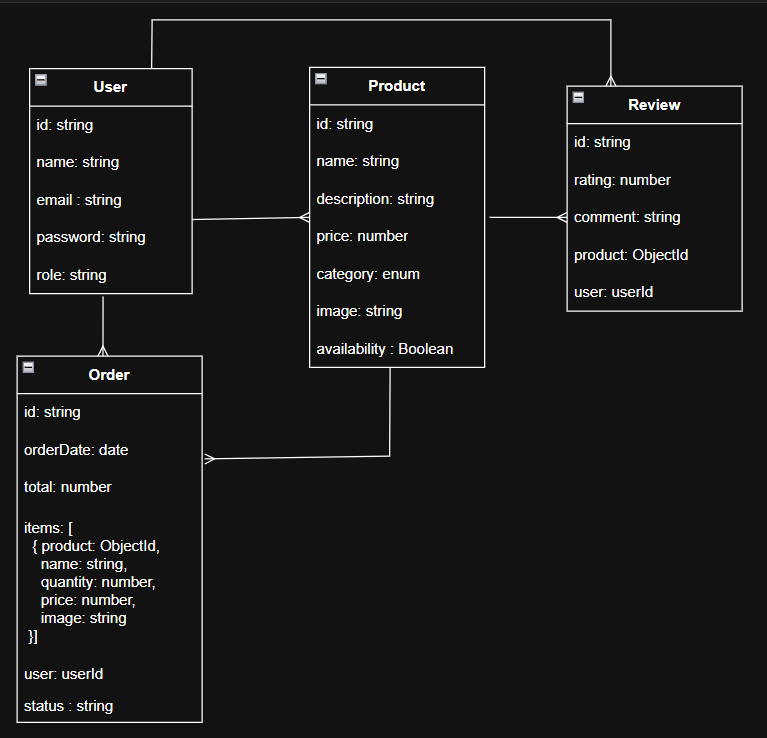 User
id: string
name: string
email : string
password: string
role: string
Product
id: string
name: string
description: string
price: number
category: enum
image: string
availability : Boolean
Review
id: string
rating: number
comment: string
product: ObjectId
user: userId
Order
id: string
orderDate: date
total: number
items: [
{ product: ObjectId,
name: string,
quantity: number,
price: number,
image: string
}]
user: userId
status : string